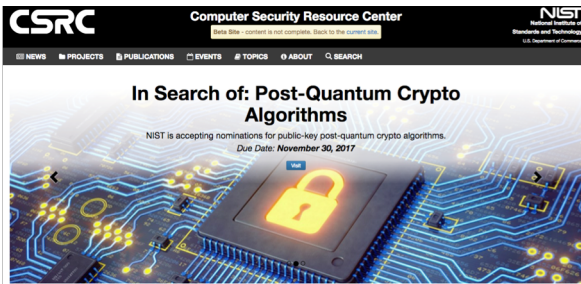 CSRC
Computer Security Resource Center
Beta Site - content is not complete. Back to the current site.
NIST
National Institute of
Standards and Technology
U.S. Department of Commerce
NEWS PROJECTS PUBLICATIONS EVENTS TOPICS ABOUT SEARCH
In Search of: Post-Quantum Crypto
Algorithms
NIST is accepting nominations for public-key post-quantum crypto algorithms.
Due Date: November 30, 2017
Visit